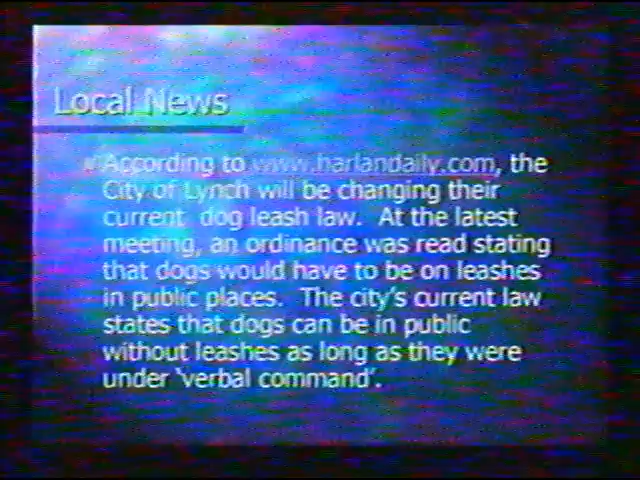 Local News
According to www.harlandaily.com, the
City of Lynch will be changing their
current dog leash law. At the latest
meeting, an ordinance was read stating
that dogs would have to be on leashes
in public places. The city's current law
states that dogs can be in public
without leashes as long as they were
under 'verbal command'.